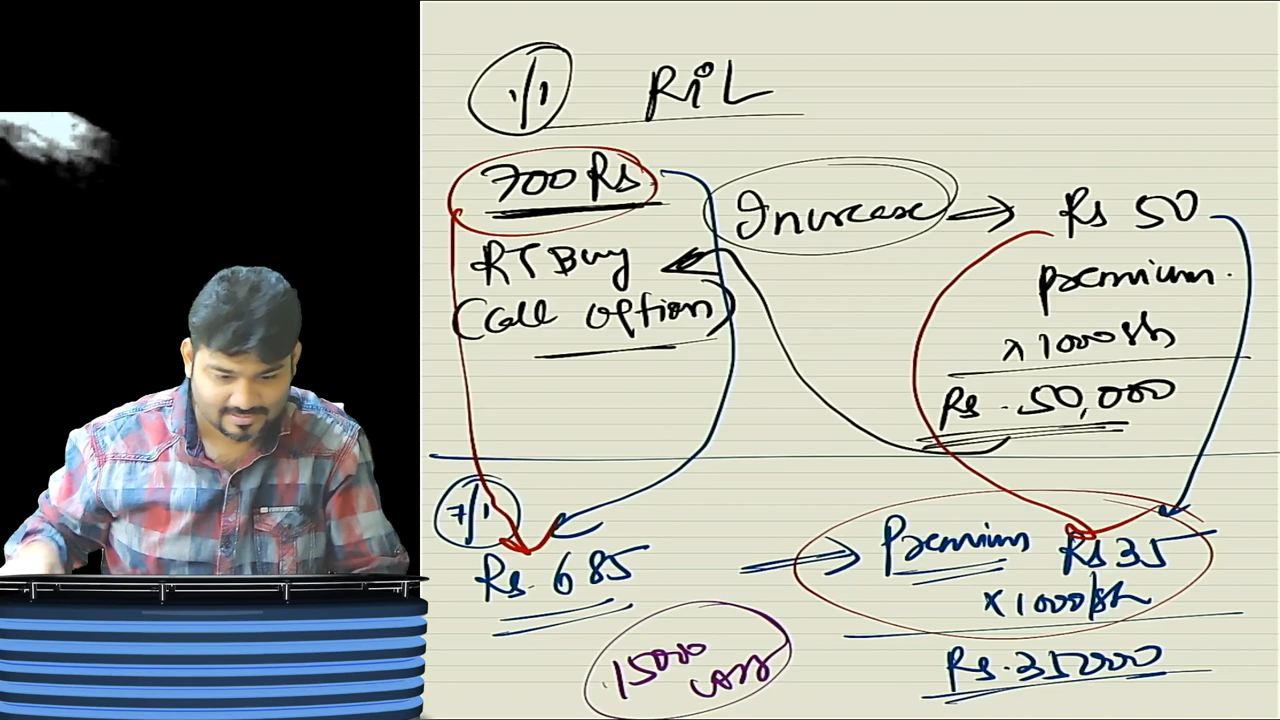 1/1 RiL
700 Rs.
Increase ⇒ Rs 50
premium.
RT Buy
(Call option)
x 1000 sh
Rs. 50,000
7/1
Rs. 685 ⇒ Premium Rs 35
x 1000/sh
15000
Loss
Rs. 35000